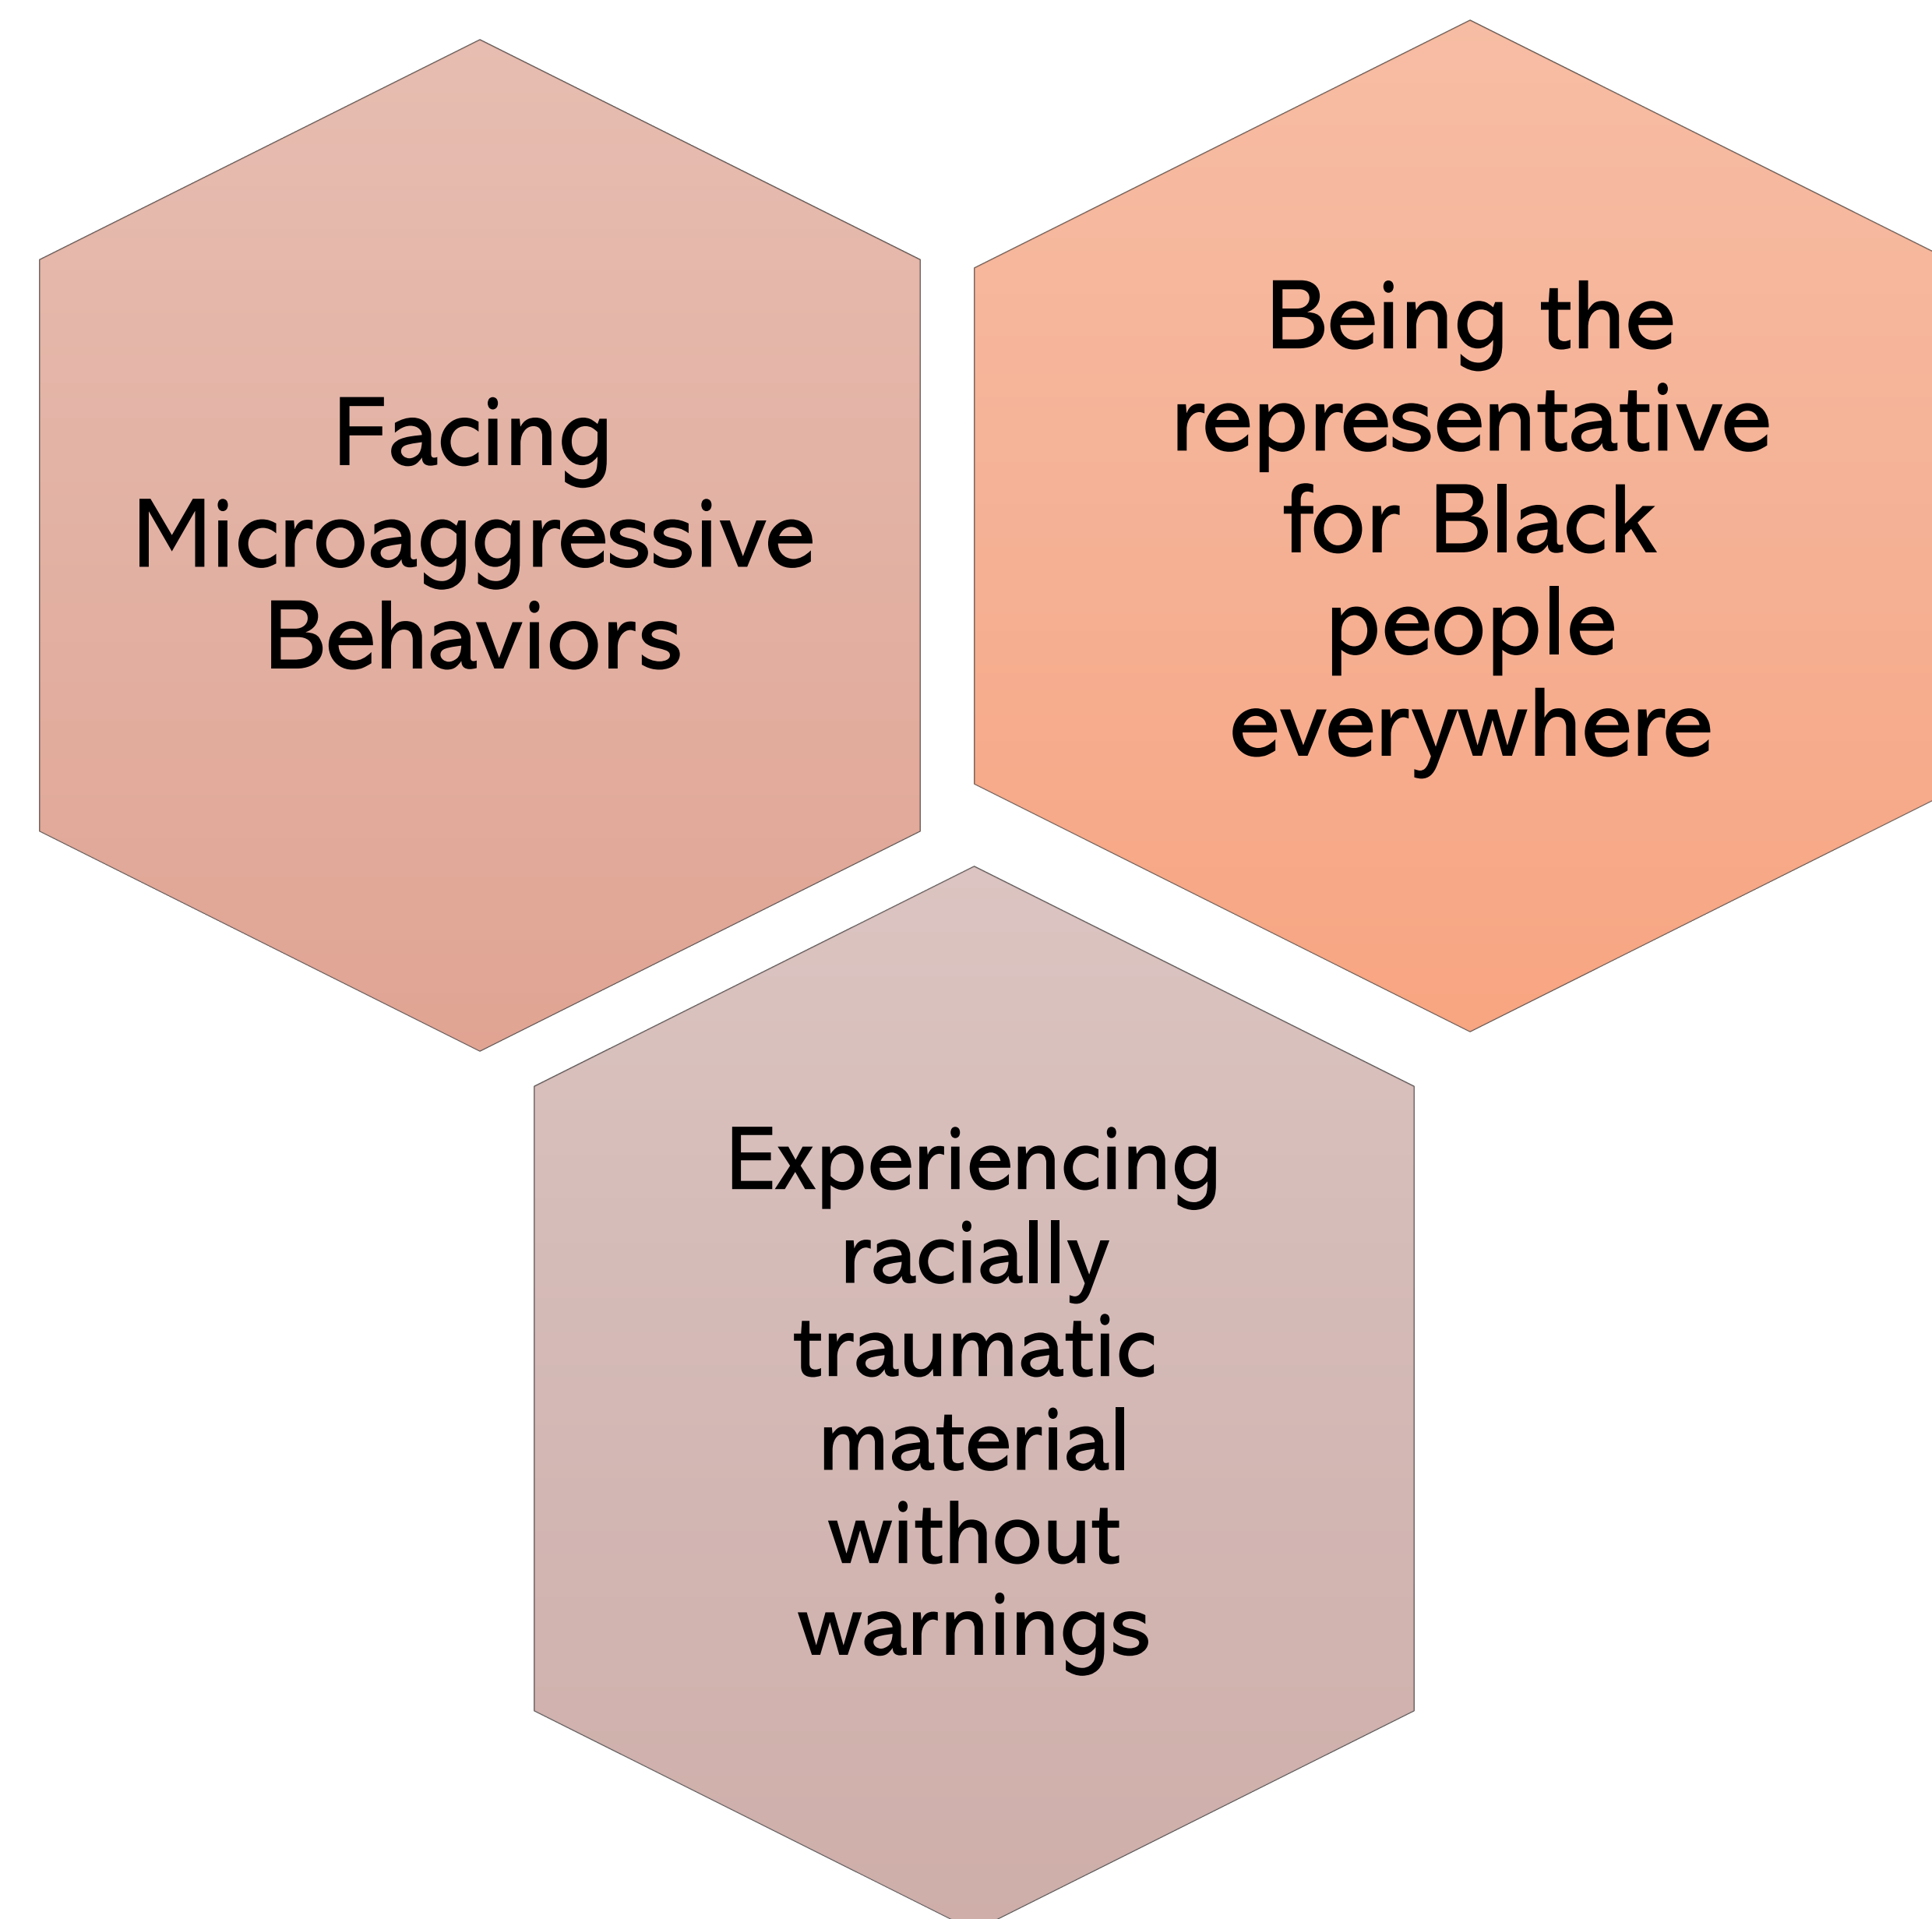 Facing
Microaggressive
Behaviors
Being the
representative
for Black
people
everywhere
Experiencing
racially
traumatic
material
without
warnings